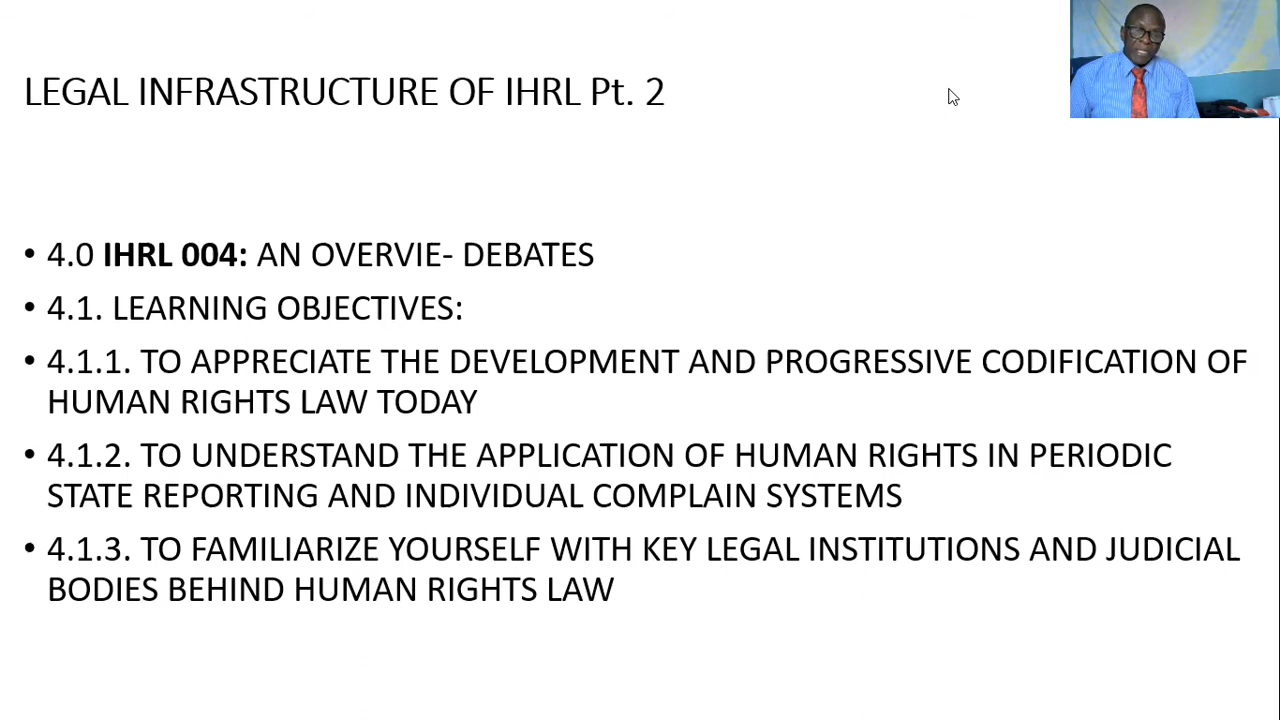 LEGAL INFRASTRUCTURE OF IHRL Pt. 2
• 4.0 IHRL 004: AN OVERVIE- DEBATES
• 4.1. LEARNING OBJECTIVES:
• 4.1.1. TO APPRECIATE THE DEVELOPMENT AND PROGRESSIVE CODIFICATION OF
HUMAN RIGHTS LAW TODAY
• 4.1.2. TO UNDERSTAND THE APPLICATION OF HUMAN RIGHTS IN PERIODIC
STATE REPORTING AND INDIVIDUAL COMPLAIN SYSTEMS
• 4.1.3. TO FAMILIARIZE YOURSELF WITH KEY LEGAL INSTITUTIONS AND JUDICIAL
BODIES BEHIND HUMAN RIGHTS LAW